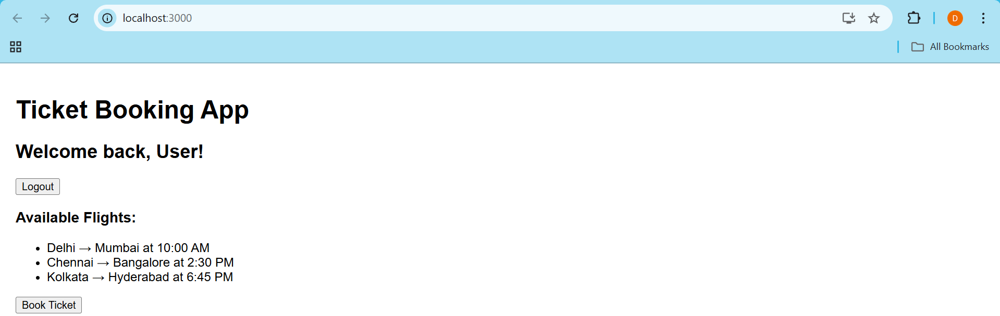 localhost:3000
D
All Bookmarks
Ticket Booking App
Welcome back, User!
Logout
Available Flights:
• Delhi → Mumbai at 10:00 AM
• Chennai → Bangalore at 2:30 PM
• Kolkata → Hyderabad at 6:45 PM
Book Ticket